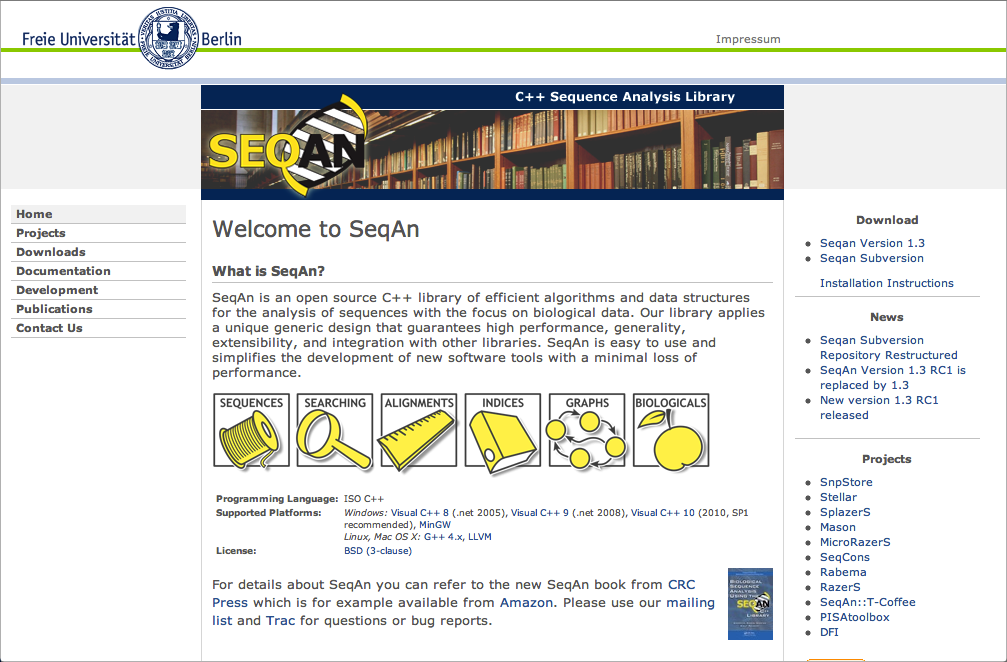 Freie Universität Berlin
Impressum
C++ Sequence Analysis Library
SEQAN
Home
Projects
Downloads
Documentation
Development
Publications
Contact Us
Welcome to SeqAn
What is SeqAn?
SeqAn is an open source C++ library of efficient algorithms and data structures
for the analysis of sequences with the focus on biological data. Our library applies
a unique generic design that guarantees high performance, generality,
extensibility, and integration with other libraries. SeqAn is easy to use and
simplifies the development of new software tools with a minimal loss of
performance.
SEQUENCES SEARCHING ALIGNMENTS INDICES GRAPHS BIOLOGICALS
Programming Language: ISO C++
Supported Platforms: Windows: Visual C++ 8 (.net 2005), Visual C++ 9 (.net 2008), Visual C++ 10 (2010, SP1
recommended), MinGW
Linux, Mac OS X: G++ 4.x, LLVM
License: BSD (3-clause)
For details about SeqAn you can refer to the new SeqAn book from CRC
Press which is for example available from Amazon. Please use our mailing
list and Trac for questions or bug reports.
BIOLOGICAL
SEQUENCE
ANALYSIS
USING THE
SEQAN
C++
LIBRARY
Download
Seqan Version 1.3
Seqan Subversion
Installation Instructions
News
Seqan Subversion
Repository Restructured
SeqAn Version 1.3 RC1 is
replaced by 1.3
New version 1.3 RC1
released
Projects
SnpStore
Stellar
SplazerS
Mason
MicroRazerS
SeqCons
Rabema
RazerS
SeqAn::T-Coffee
PISAtoolbox
DFI